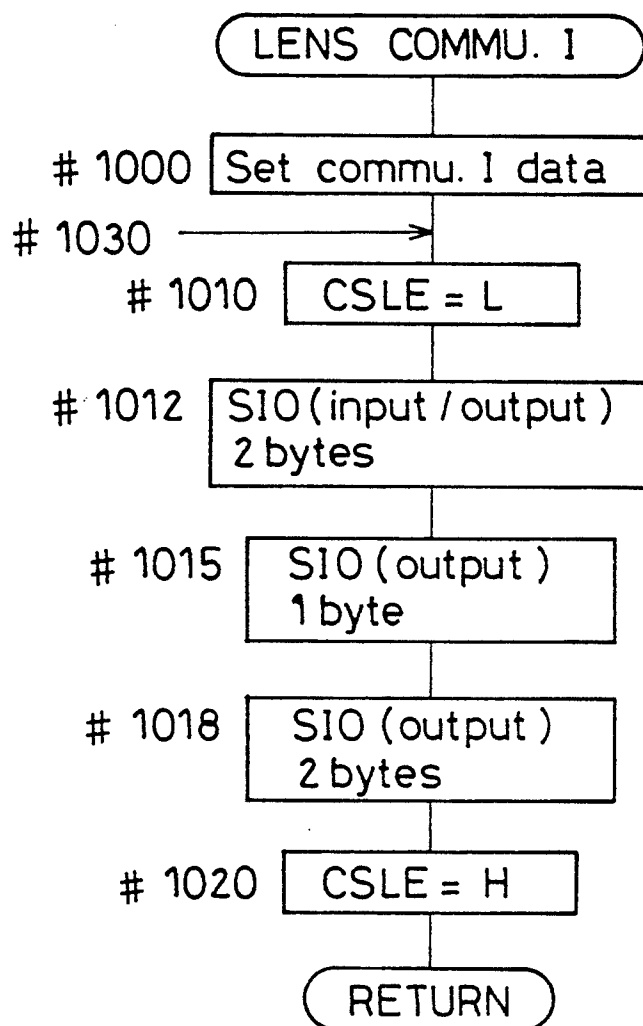 LENS COMMU. I
# 1000 Set commu. I data
# 1030
# 1010 CSLE = L
# 1012 SIO (input / output)
2 bytes
# 1015 SIO (output)
1 byte
# 1018 SIO (output)
2 bytes
# 1020 CSLE = H
RETURN